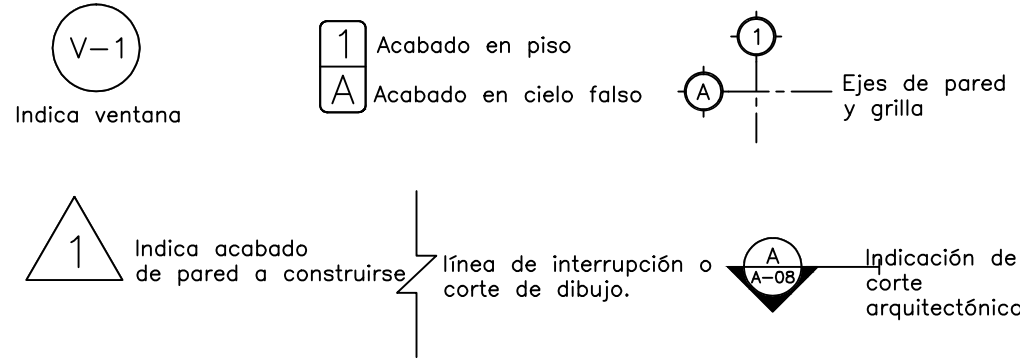 V-1
Indica ventana
1
Acabado en piso
A
Acabado en cielo falso
1
A
Ejes de pared
y grilla
1
Indica acabado
de pared a construirse
línea de interrupción o
corte de dibujo.
A
A-08
Indicación de
corte
arquitectónico